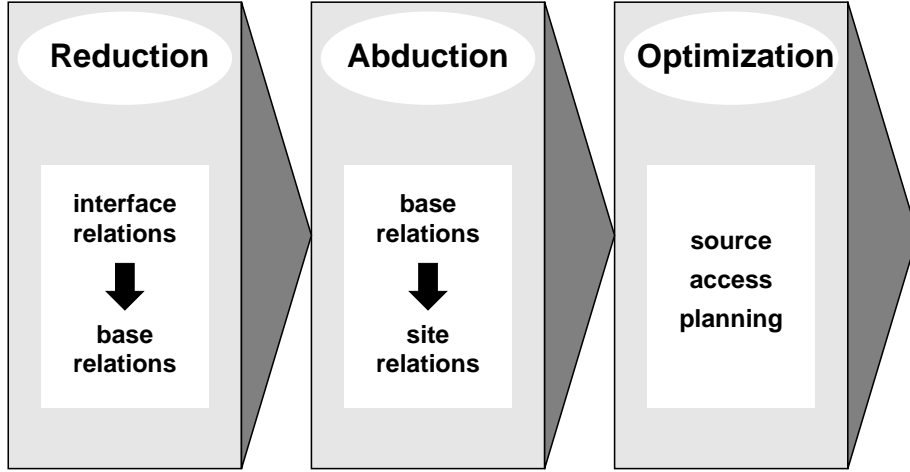 Reduction
interface
relations
base
relations
Abduction
base
relations
site
relations
Optimization
source
access
planning